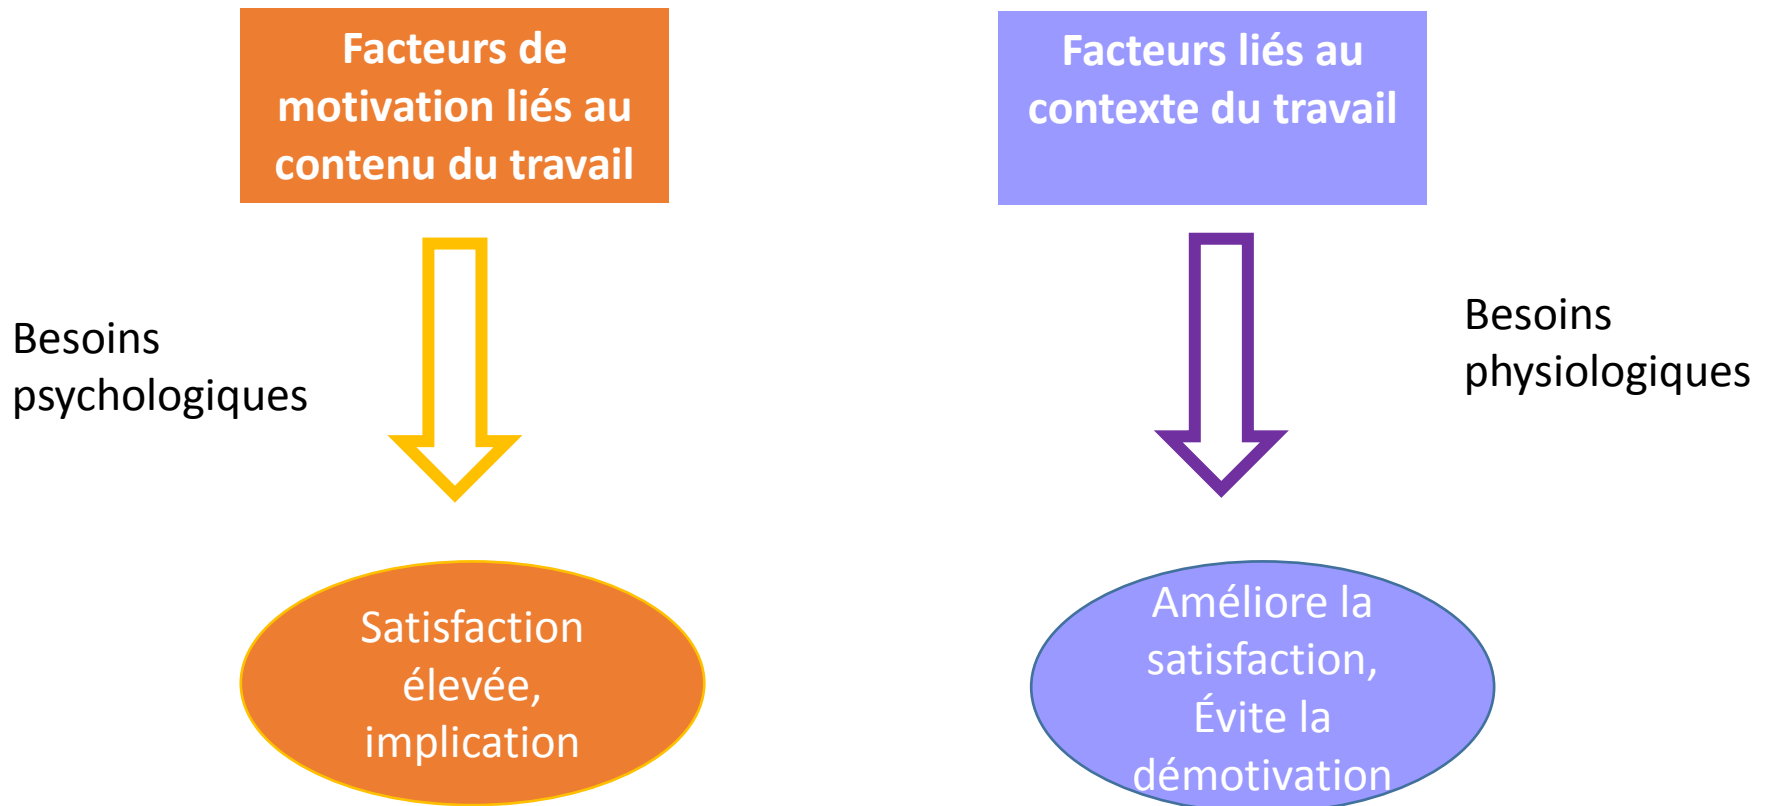 Facteurs de
motivation liés au
contenu du travail
Facteurs liés au
contexte du travail
Besoins
psychologiques
Besoins
physiologiques
Satisfaction
élevée,
implication
Améliore la
satisfaction,
Évite la
démotivation